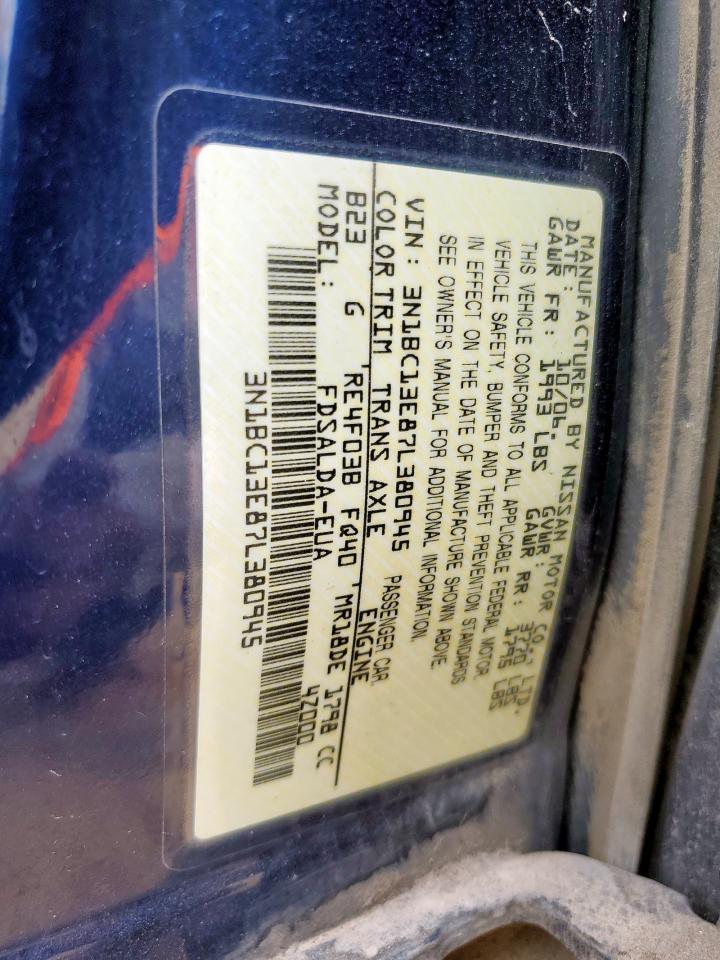 MANUFACTURED BY NISSAN MOTOR CO., LTD.
DATE : 10/06 GVWR : LBS
GAWR FR : 1993 LBS GAWR RR : 1795 LBS
THIS VEHICLE CONFORMS TO ALL APPLICABLE FEDERAL MOTOR
VEHICLE SAFETY, BUMPER AND THEFT PREVENTION STANDARDS
IN EFFECT ON THE DATE OF MANUFACTURE SHOWN ABOVE.
SEE OWNER'S MANUAL FOR ADDITIONAL INFORMATION.
VIN : 3N1BC13E87L380945 PASSENGER CAR.
COLOR TRIM TRANS AXLE ENGINE
B23 G RE4F03B FQ40 MR18DE 1798 CC
MODEL: FDSALDA-EUA 4Z000
3N1BC13E87L380945